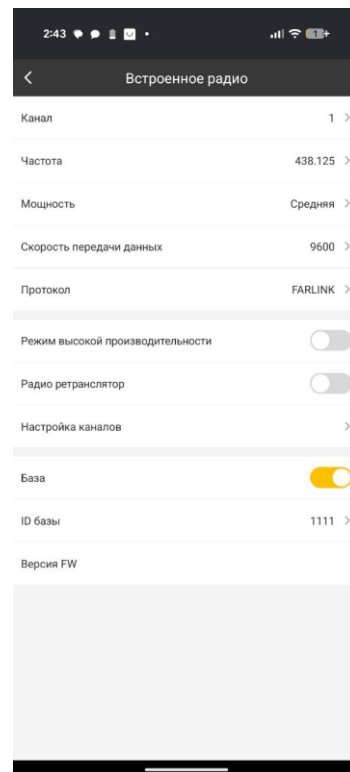 2:43
Встроенное радио
Канал 1
Частота 438.125
Мощность Средняя
Скорость передачи данных 9600
Протокол FARLINK
Режим высокой производительности
Радио ретранслятор
Настройка каналов
База
ID базы 1111
Версия FW